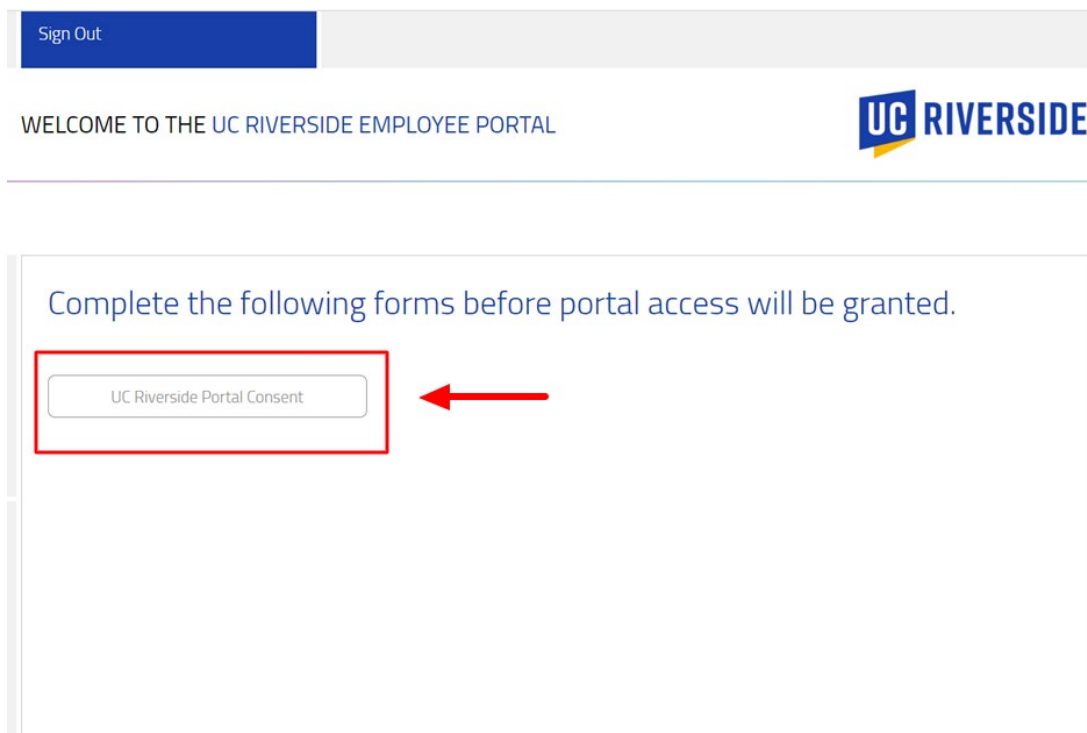 Sign Out
WELCOME TO THE UC RIVERSIDE EMPLOYEE PORTAL
UC RIVERSIDE
Complete the following forms before portal access will be granted.
UC Riverside Portal Consent